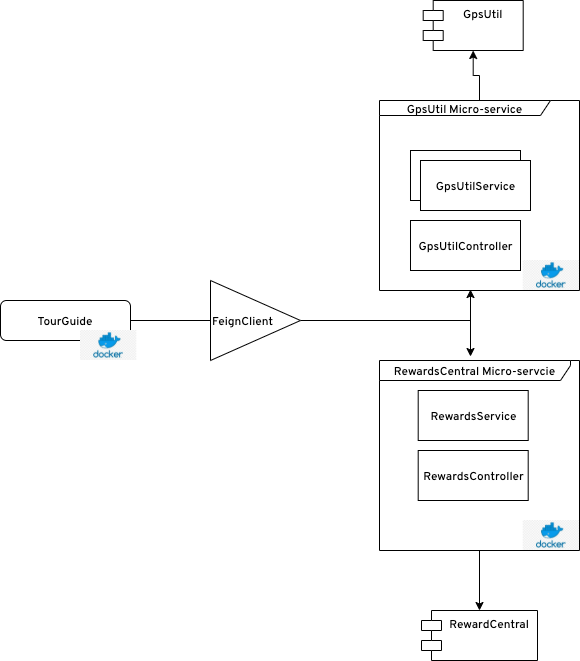 GpsUtil
GpsUtil Micro-service
GpsUtilService
GpsUtilController
docker
TourGuide
docker
FeignClient
RewardsCentral Micro-servcie
RewardsService
RewardsController
docker
RewardCentral